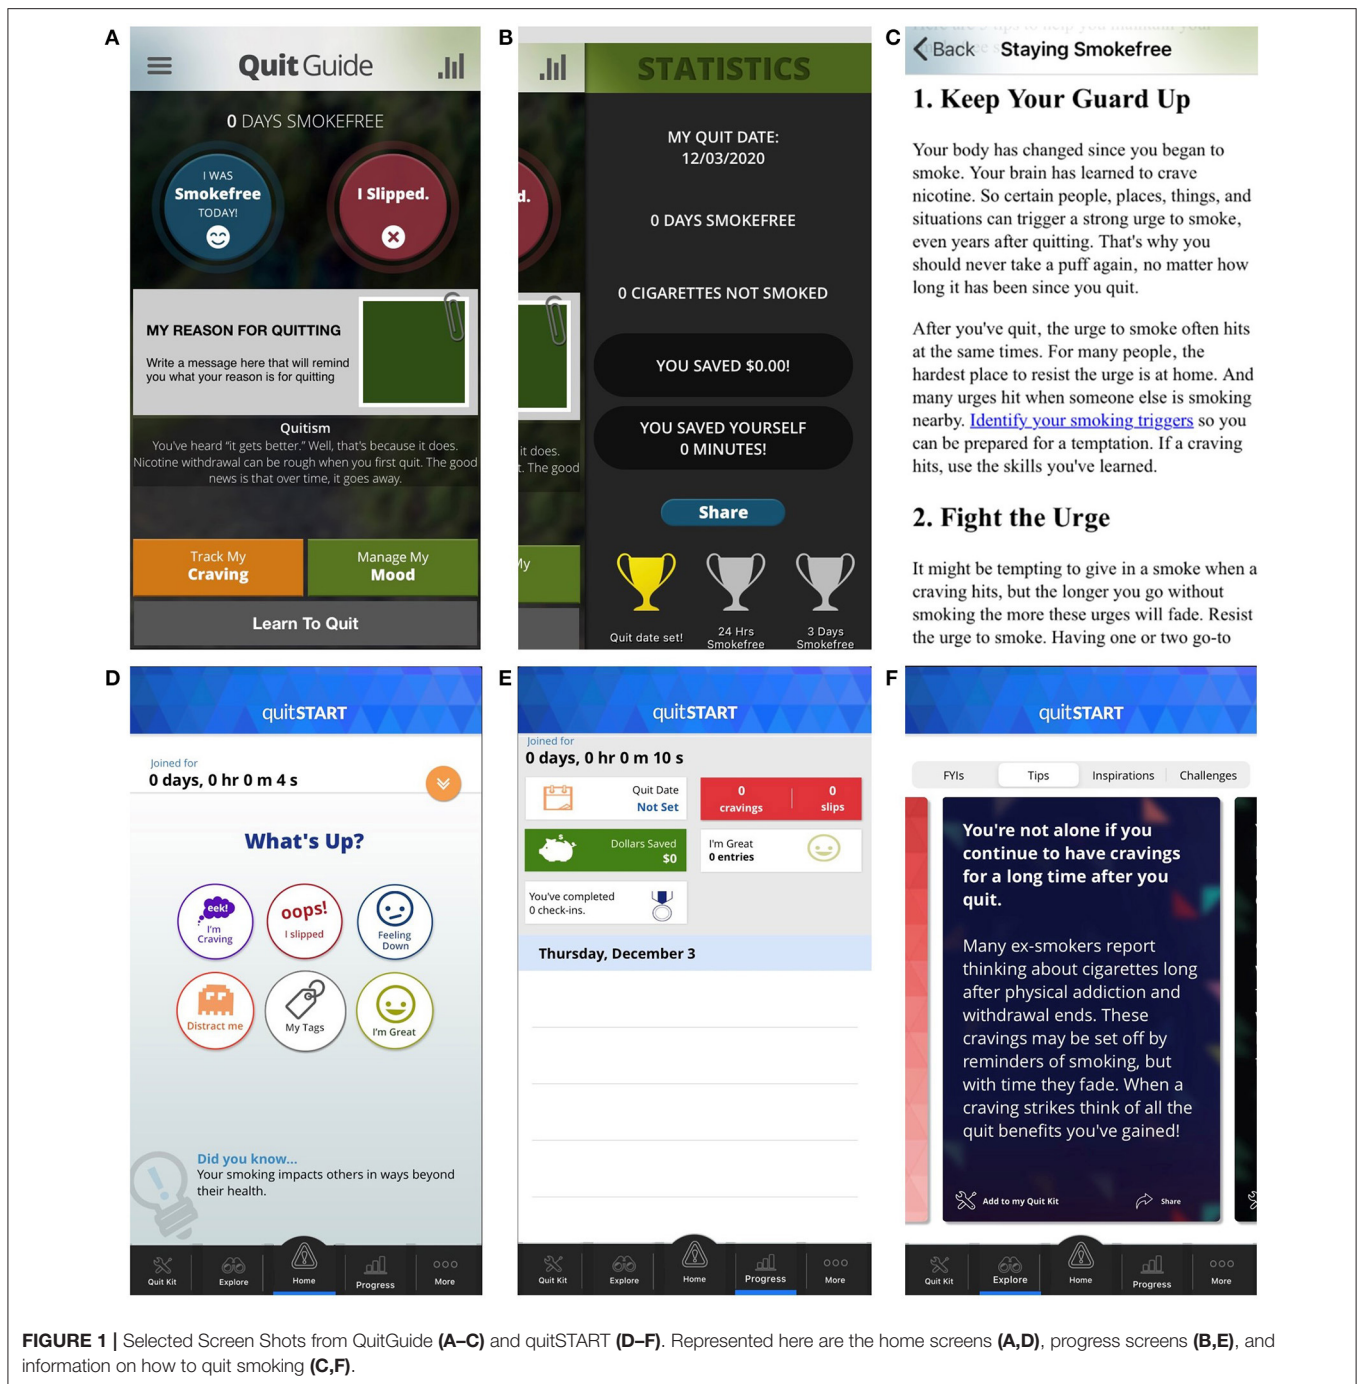 A
QuitGuide
0 DAYS SMOKEFREE
I WAS
Smokefree
TODAY!
I Slipped.
MY REASON FOR QUITTING
Write a message here that will remind
you what your reason is for quitting
Quitism
You've heard "it gets better." Well, that's because it does.
Nicotine withdrawal can be rough when you first quit. The good
news is that over time, it goes away.
Track My
Craving
Manage My
Mood
Learn To Quit
B
STATISTICS
MY QUIT DATE:
12/03/2020
d.
0 DAYS SMOKEFREE
0 CIGARETTES NOT SMOKED
YOU SAVED $0.00!
YOU SAVED YOURSELF
0 MINUTES!
it does.
t. The good
Share
My
Quit date set!
24 Hrs
Smokefree
3 Days
Smokefree
C
Back
Staying Smokefree
1. Keep Your Guard Up
Your body has changed since you began to
smoke. Your brain has learned to crave
nicotine. So certain people, places, things, and
situations can trigger a strong urge to smoke,
even years after quitting. That's why you
should never take a puff again, no matter how
long it has been since you quit.
After you've quit, the urge to smoke often hits
at the same times. For many people, the
hardest place to resist the urge is at home. And
many urges hit when someone else is smoking
nearby. Identify your smoking triggers so you
can be prepared for a temptation. If a craving
hits, use the skills you've learned.
2. Fight the Urge
It might be tempting to give in a smoke when a
craving hits, but the longer you go without
smoking the more these urges will fade. Resist
the urge to smoke. Having one or two go-to
D
quitSTART
Joined for
0 days, 0 hr 0 m 4 s
What's Up?
eek!
I'm
Craving
oops!
I slipped
Feeling
Down
Distract me
My Tags
I'm Great
Did you know...
Your smoking impacts others in ways beyond
their health.
Quit Kit
Explore
Home
Progress
More
E
quitSTART
Joined for
0 days, 0 hr 0 m 10 s
Quit Date
Not Set
0
cravings
0
slips
Dollars Saved
$0
I'm Great
0 entries
You've completed
0 check-ins.
Thursday, December 3
Quit Kit
Explore
Home
Progress
More
F
quitSTART
FYIs
Tips
Inspirations
Challenges
You're not alone if you
continue to have cravings
for a long time after you
quit.
Many ex-smokers report
thinking about cigarettes long
after physical addiction and
withdrawal ends. These
cravings may be set off by
reminders of smoking, but
with time they fade. When a
craving strikes think of all the
quit benefits you've gained!
Add to my Quit Kit
Share
Quit Kit
Explore
Home
Progress
More
FIGURE 1 | Selected Screen Shots from QuitGuide (A–C) and quitSTART (D–F). Represented here are the home screens (A,D), progress screens (B,E), and
information on how to quit smoking (C,F).